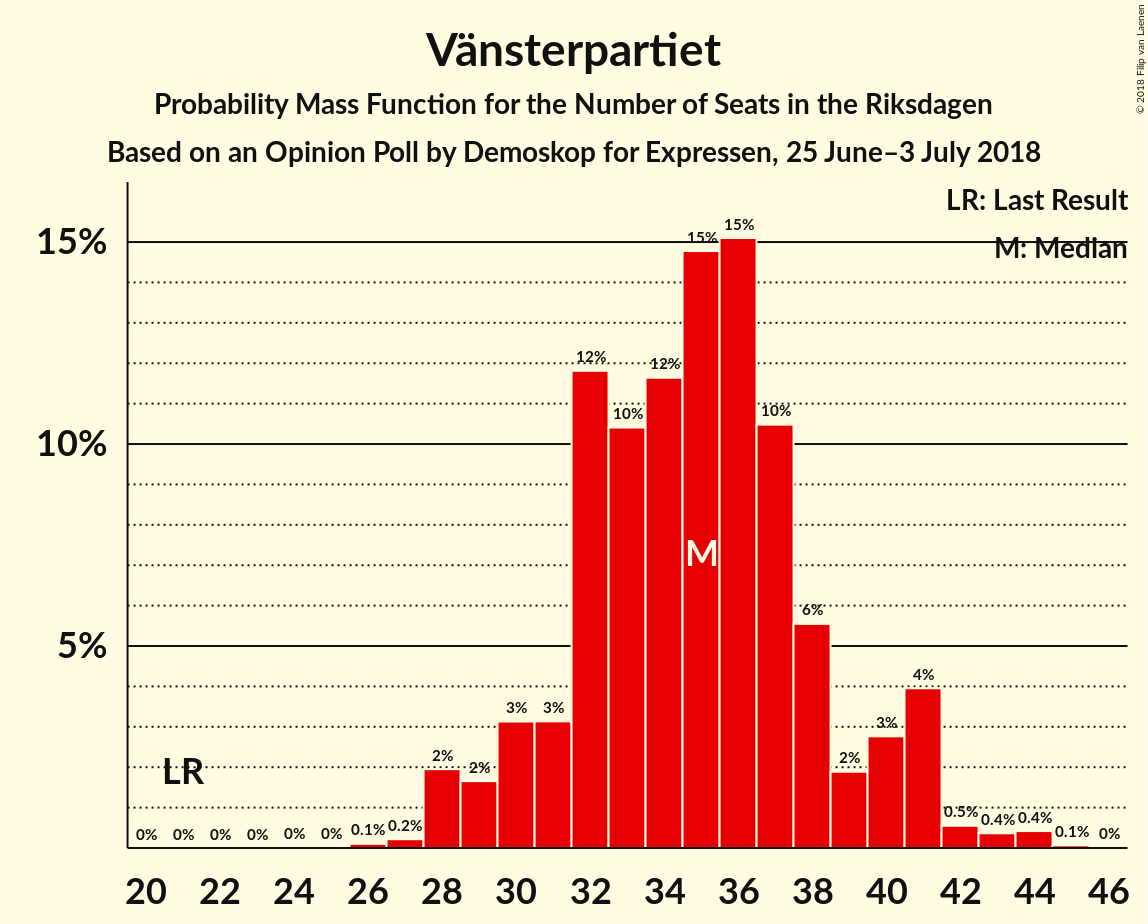 Vänsterpartiet
Probability Mass Function for the Number of Seats in the Riksdagen
Based on an Opinion Poll by Demoskop for Expressen, 25 June–3 July 2018
© 2018 Filip van Laenen
LR: Last Result
M: Median
15%
10%
5%
0% 0% 0% 0% 0% 0% 0.1% 0.2% 2% 2% 3% 3% 12% 10% 12% 15% 15% 10% 6% 2% 3% 4% 0.5% 0.4% 0.4% 0.1% 0%
LR
M
20 22 24 26 28 30 32 34 36 38 40 42 44 46